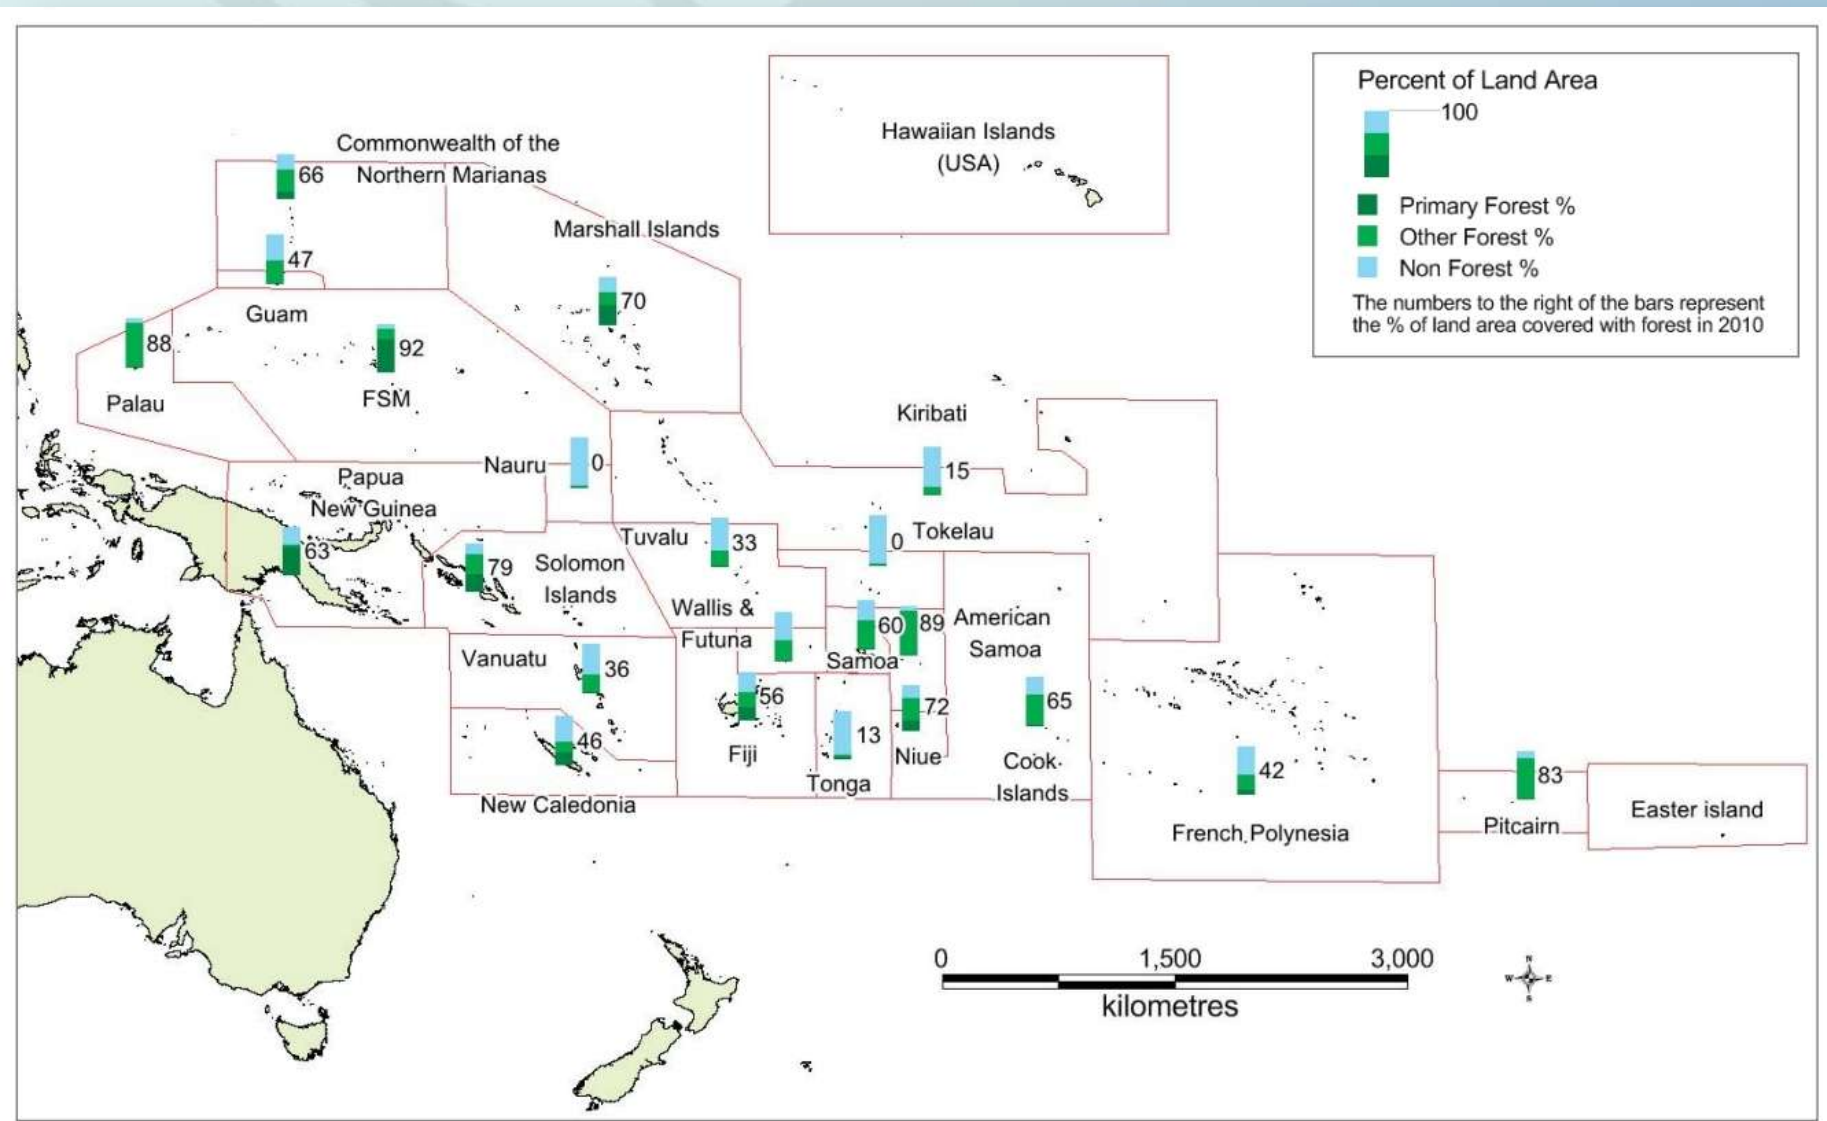 Commonwealth of the
Northern Marianas
66
47
Guam
Marshall Islands
70
Hawaiian Islands
(USA)
Percent of Land Area
100
Primary Forest %
Other Forest %
Non Forest %
The numbers to the right of the bars represent
the % of land area covered with forest in 2010
88
Palau
92
FSM
Kiribati
15
Nauru
0
Papua
New Guinea
63
79
Solomon
Islands
Tuvalu
33
0
Tokelau
Wallis &
Futuna
60
89
Samoa
American
Samoa
Vanuatu
36
46
New Caledonia
56
Fiji
13
Tonga
72
Niue
65
Cook
Islands
42
French Polynesia
83
Pitcairn
Easter island
0
1,500
3,000
kilometres
N
W
E
S